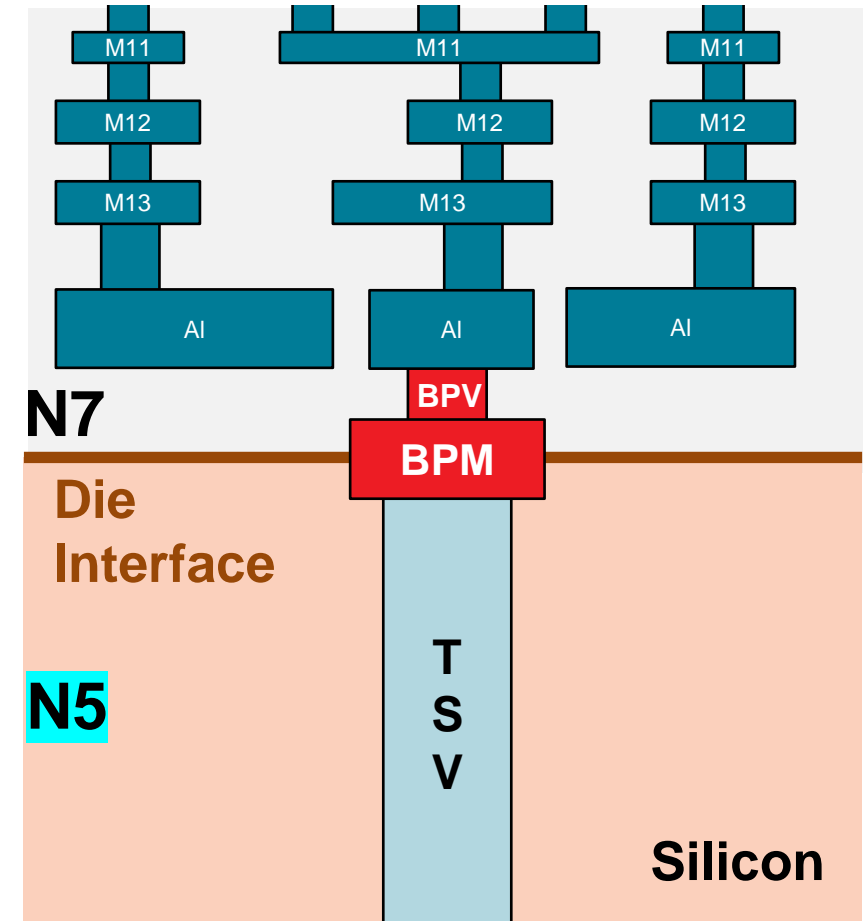 M11
M11
M11
M12
M12
M12
M13
M13
M13
Al
Al
Al
BPV
N7
BPM
Die
Interface
T
S
V
N5
Silicon